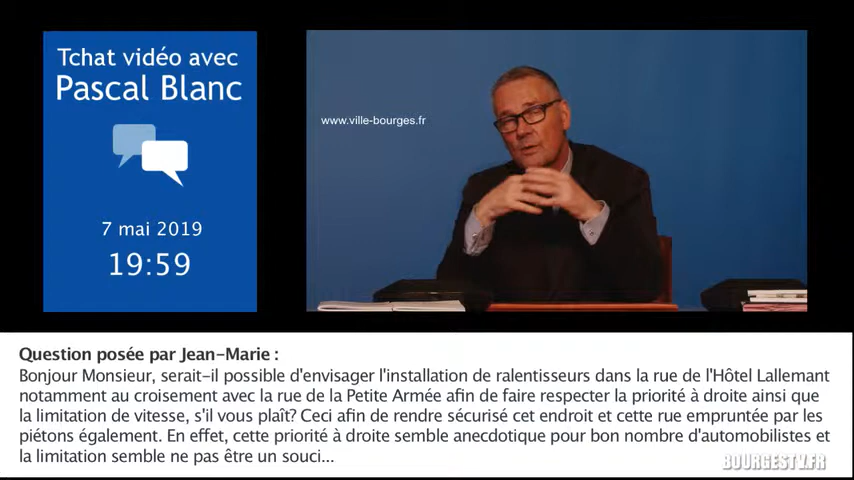 Tchat vidéo avec
Pascal Blanc
7 mai 2019
19:59
www.ville-bourges.fr
Question posée par Jean-Marie :
Bonjour Monsieur, serait-il possible d'envisager l'installation de ralentisseurs dans la rue de l'Hôtel Lallemant
notamment au croisement avec la rue de la Petite Armée afin de faire respecter la priorité à droite ainsi que
la limitation de vitesse, s'il vous plaît? Ceci afin de rendre sécurisé cet endroit et cette rue empruntée par les
piétons également. En effet, cette priorité à droite semble anecdotique pour bon nombre d'automobilistes et
la limitation semble ne pas être un souci...
BOURGESTV.FR